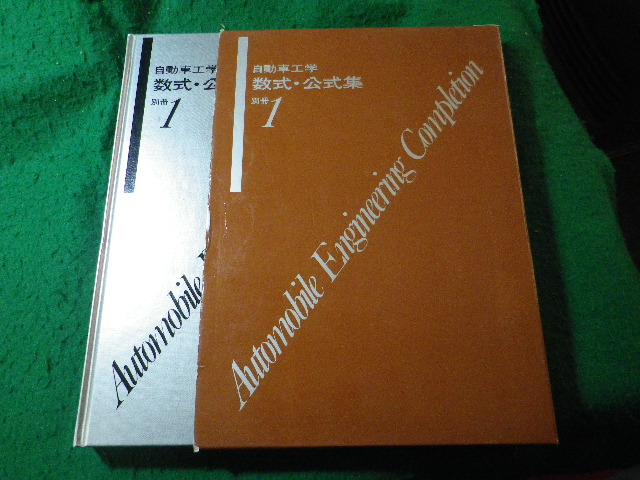 自動車工学
数式・公
別冊 1
Automobile
自動車工学
数式・公式集
別冊 1
Automobile Engineering Completion